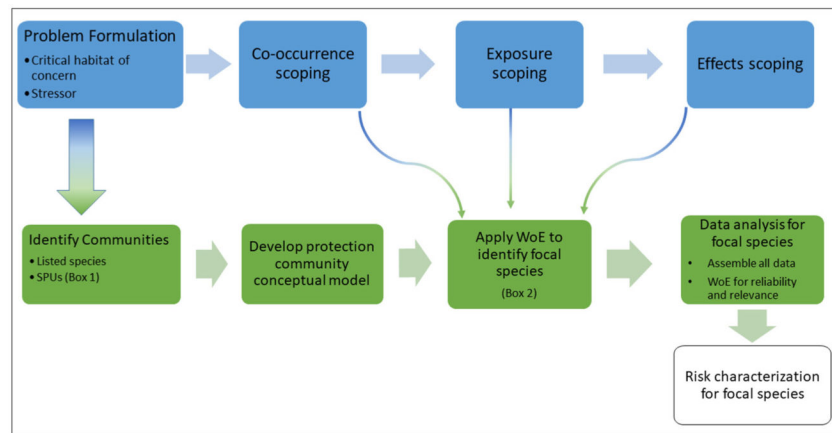 Problem Formulation
•Critical habitat of
concern
•Stressor
Co-occurrence
scoping
Exposure
scoping
Effects scoping
Identify Communities
• Listed species
• SPUs (Box 1)
Develop protection
community
conceptual model
Apply WoE to
identify focal
species
(Box 2)
Data analysis for
focal species
• Assemble all data
• WoE for reliability
and relevance
Risk characterization
for focal species